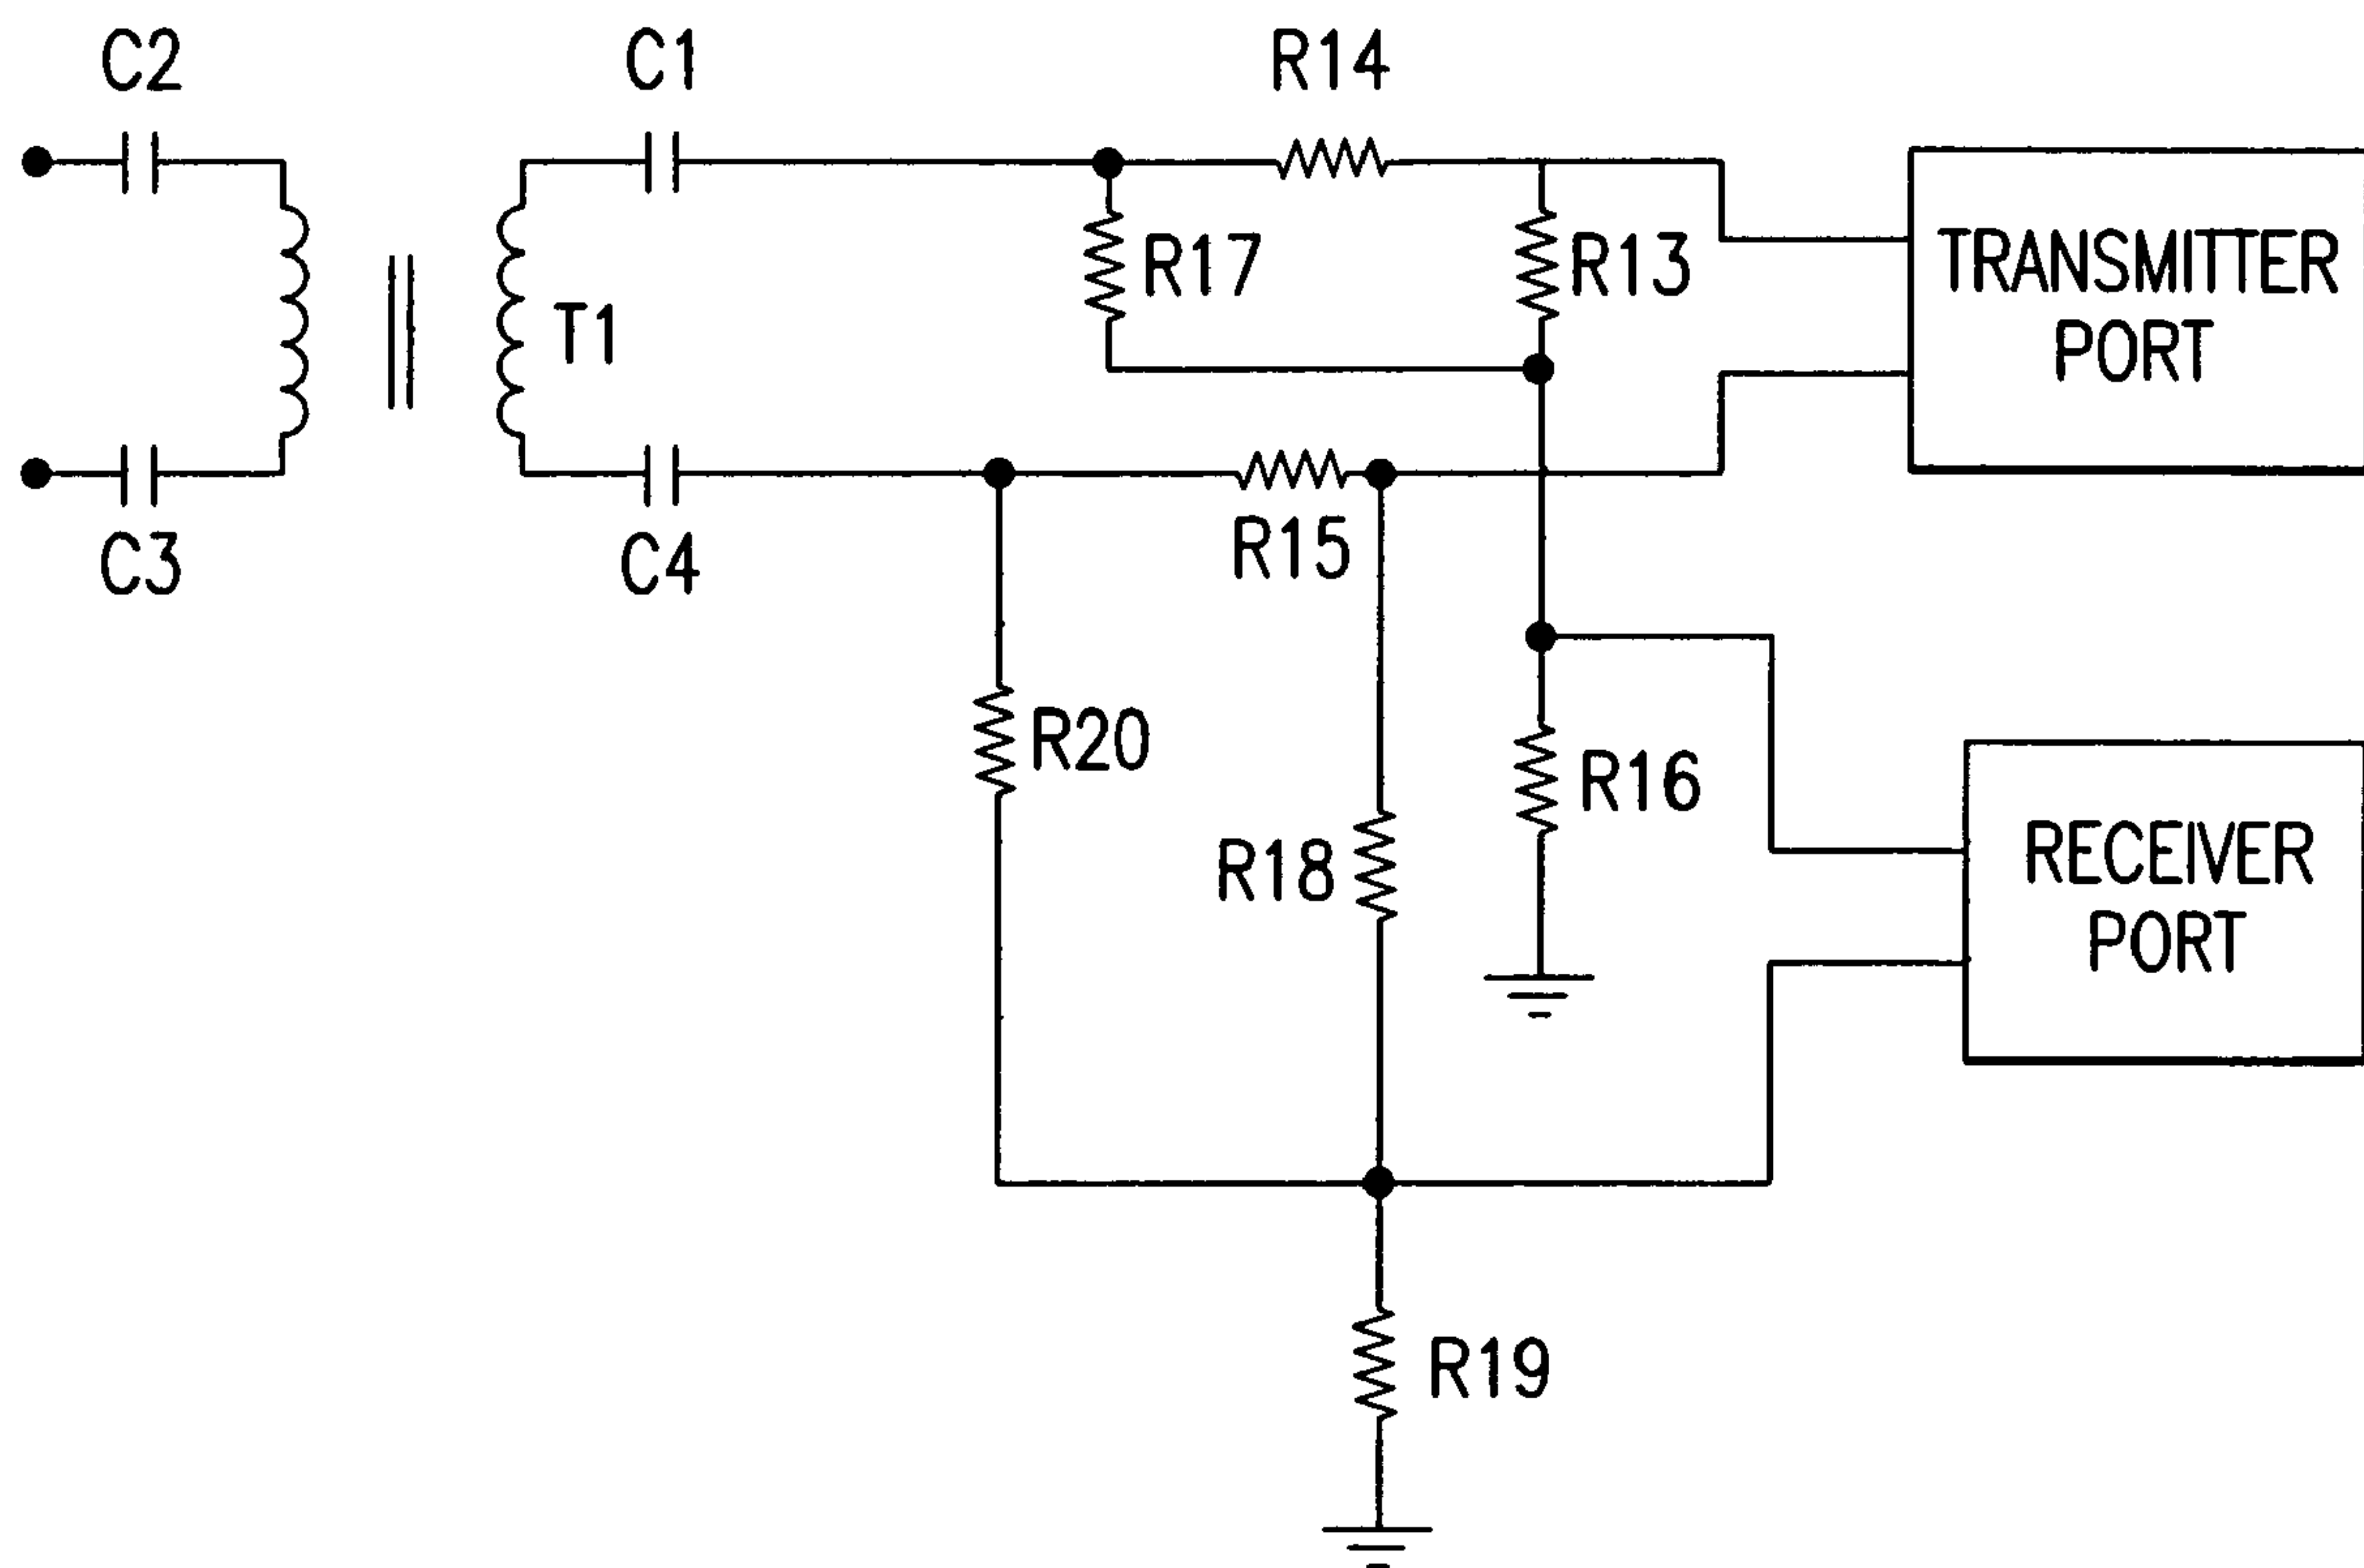 C2
C1
R14
R17
R13
TRANSMITTER
PORT
T1
C3
C4
R15
R20
R16
R18
RECEIVER
PORT
R19